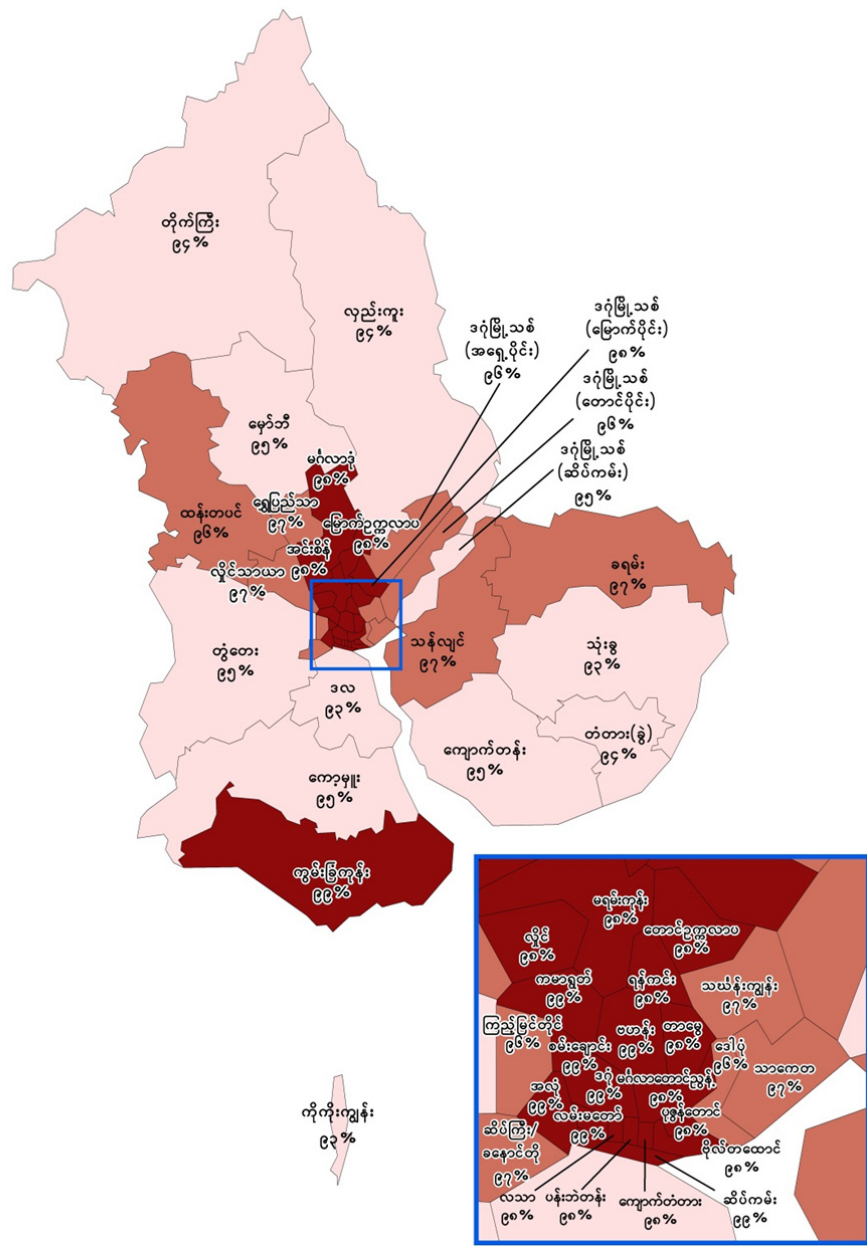 တိုက်ကြီး
၉၄%
လှည်းကူး
၉၄%
ဒဂုံမြို့သစ်
(အရှေ့ပိုင်း)
၉၆%
ဒဂုံမြို့သစ်
(မြောက်ပိုင်း)
၉၈%
ဒဂုံမြို့သစ်
(တောင်ပိုင်း)
၉၆%
ဒဂုံမြို့သစ်
(ဆိပ်ကမ်း)
၉၅%
မှော်ဘီ
၉၅%
မင်္ဂလာဒုံ
၉၈%
ထန်းတပင်
၉၆%
ရွှေပြည်သာ
၉၇%
မြောက်ဥက္ကလာပ
၉၈%
အင်းစိန်
၉၈%
လှိုင်သာယာ
၉၇%
ခရမ်း
၉၇%
တွံတေး
၉၅%
သန်လျင်
၉၇%
သုံးခွ
၉၃%
ဒလ
၉၃%
ကျောက်တန်း
၉၅%
တံတား(ခွဲ)
၉၄%
ကော့မှူး
၉၅%
ကွမ်းခြံကုန်း
၉၉%
ကိုကိုးကျွန်း
၉၃%
မရမ်းကုန်း
၉၈%
တောင်ဥက္ကလာပ
၉၈%
လှိုင်
၉၈%
ကမာရွတ်
၉၉%
ရန်ကင်း
၉၈%
သင်္ဃန်းကျွန်း
၉၇%
ကြည့်မြင်တိုင်
၉၆%
စမ်းချောင်း
၉၉%
ဗဟန်း
၉၉%
တာမွေ
၉၈%
ဒေါပုံ
၉၆%
သာကေတ
၉၇%
အလုံ
၉၉%
ဒဂုံ
၉၉%
မင်္ဂလာတောင်ညွန့်
၉၈%
လမ်းမတော်
၉၉%
ပုဇွန်တောင်
၉၈%
ဆိပ်ကြီး/
ခနောင်တို
၉၇%
ဗိုလ်တထောင်
၉၈%
လသာ
၉၈%
ပန်းဘဲတန်း
၉၈%
ကျောက်တံတား
၉၈%
ဆိပ်ကမ်း
၉၉%